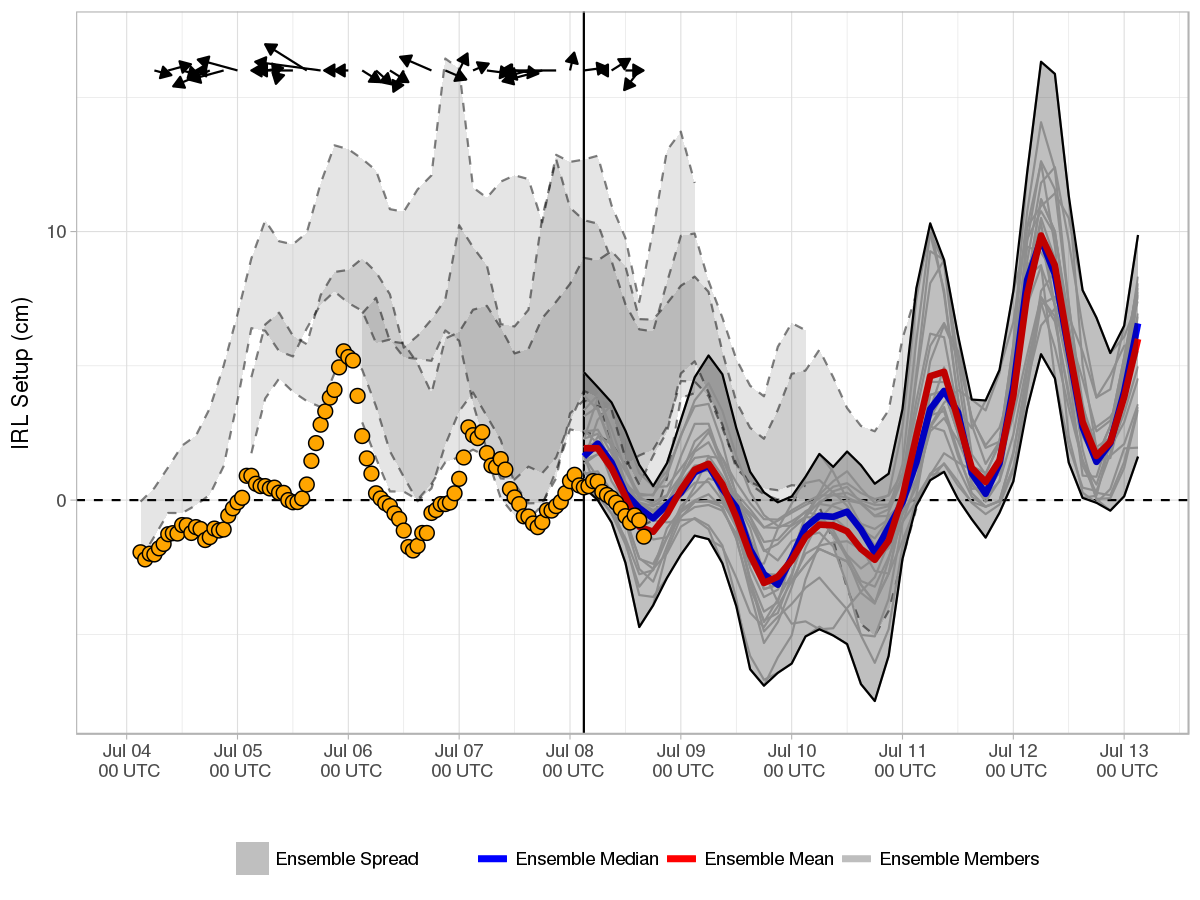 IRL Setup (cm)
10
0
Jul 04 Jul 05 Jul 06 Jul 07 Jul 08 Jul 09 Jul 10 Jul 11 Jul 12 Jul 13
00 UTC 00 UTC 00 UTC 00 UTC 00 UTC 00 UTC 00 UTC 00 UTC 00 UTC 00 UTC
Ensemble Spread Ensemble Median Ensemble Mean Ensemble Members